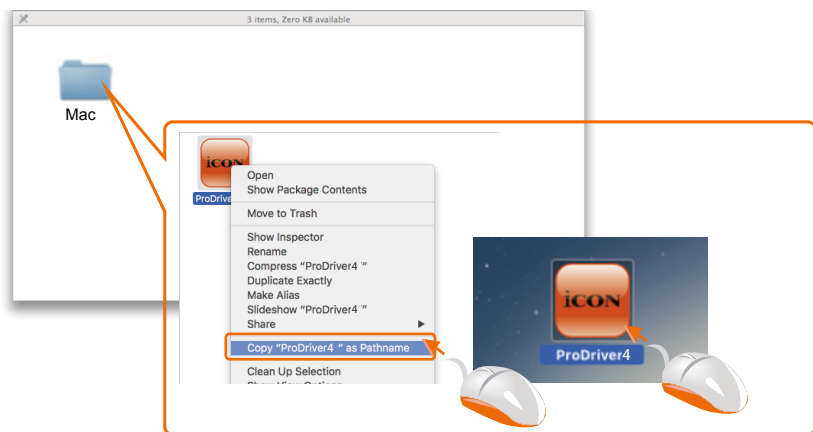 3 items, Zero KB available
Mac
iCON
ProDrive
Open
Show Package Contents
Move to Trash
Show Inspector
Rename
Compress “ProDriver4 ”
Duplicate Exactly
Make Alias
Slideshow “ProDriver4 ”
Share
Copy “ProDriver4 ” as Pathname
Clean Up Selection
iCON
ProDriver4